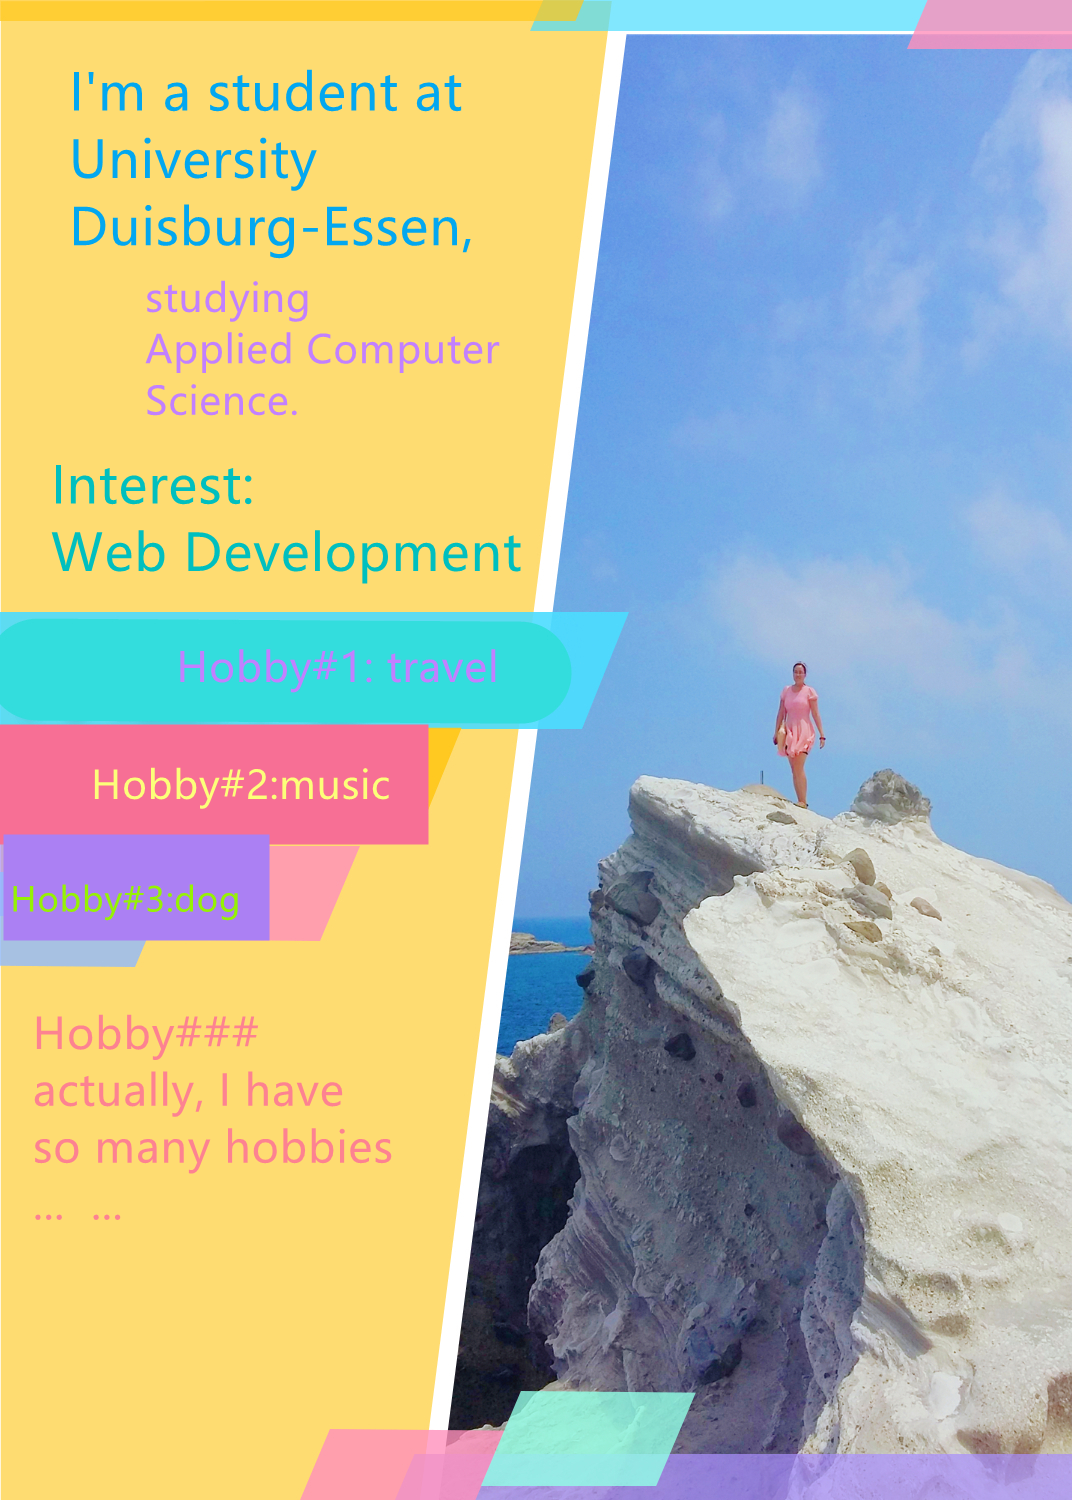 I'm a student at
University
Duisburg-Essen,
studying
Applied Computer
Science.
Interest:
Web Development
Hobby#1: travel
Hobby#2:music
Hobby#3:dog
Hobby###
actually, I have
so many hobbies
... ...